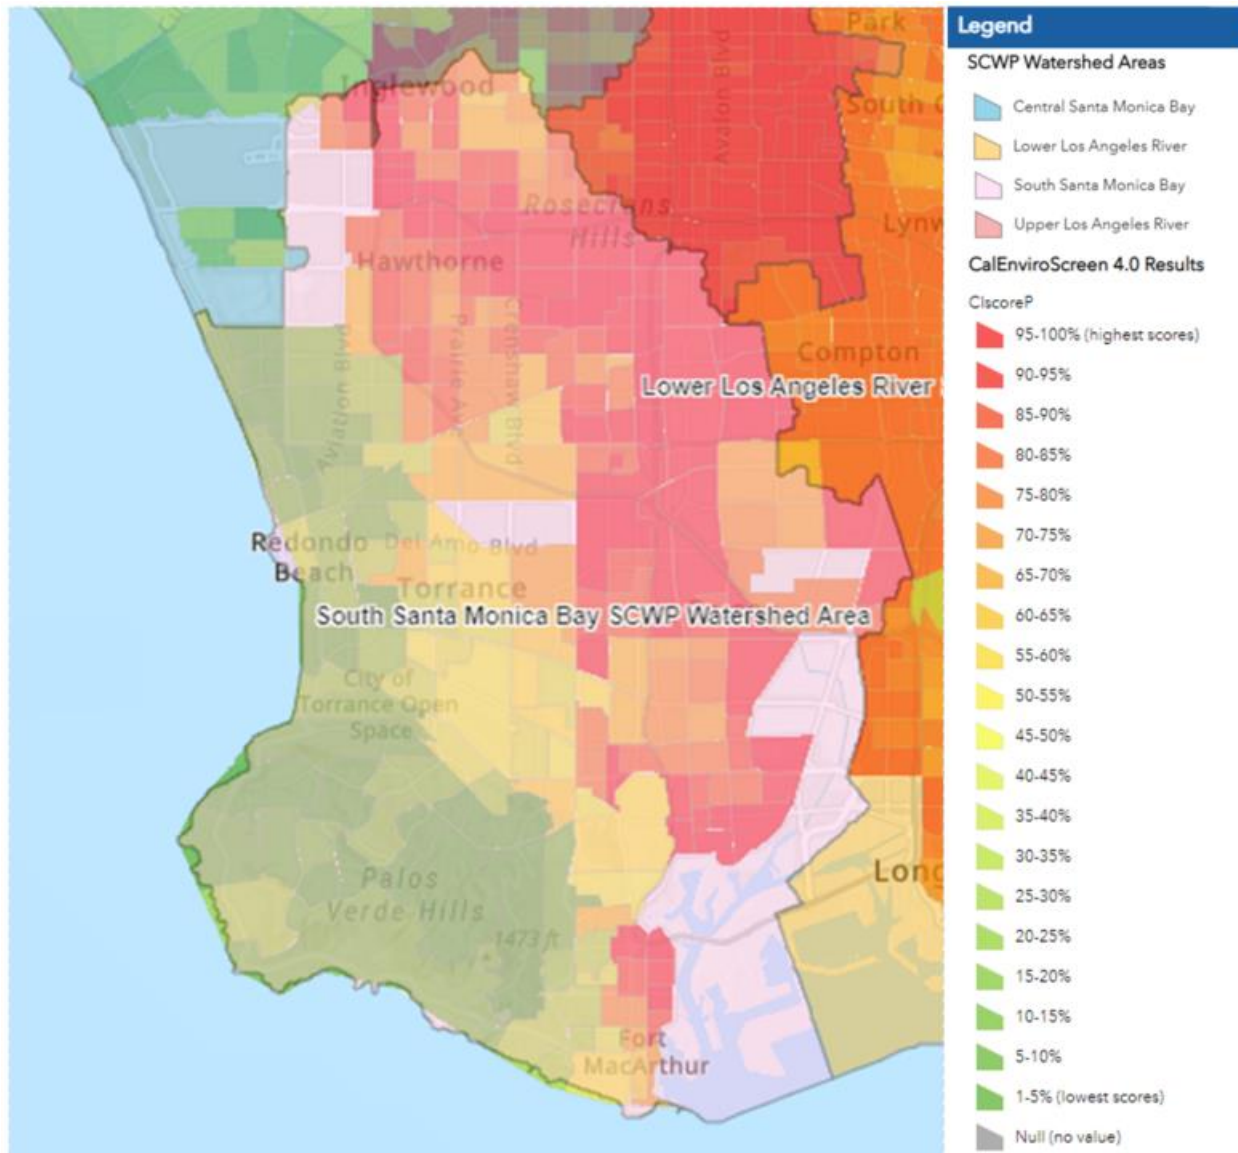 Park
Inglewood
Avalon Blvd
South G
Rosecrans
Hills
Lynw
Hawthorne
Aviation Blvd
Prairie Ave
Crenshaw Blvd
Compton
Lower Los Angeles River
Redondo
Beach
Del Amo Blvd
Torrance
South Santa Monica Bay SCWP Watershed Area
City of
Torrance Open
Space
Palos
Verde Hills
1473 ft
Long
Fort
MacArthur
Legend
SCWP Watershed Areas
Central Santa Monica Bay
Lower Los Angeles River
South Santa Monica Bay
Upper Los Angeles River
CalEnviroScreen 4.0 Results
CIscoreP
95-100% (highest scores)
90-95%
85-90%
80-85%
75-80%
70-75%
65-70%
60-65%
55-60%
50-55%
45-50%
40-45%
35-40%
30-35%
25-30%
20-25%
15-20%
10-15%
5-10%
1-5% (lowest scores)
Null (no value)